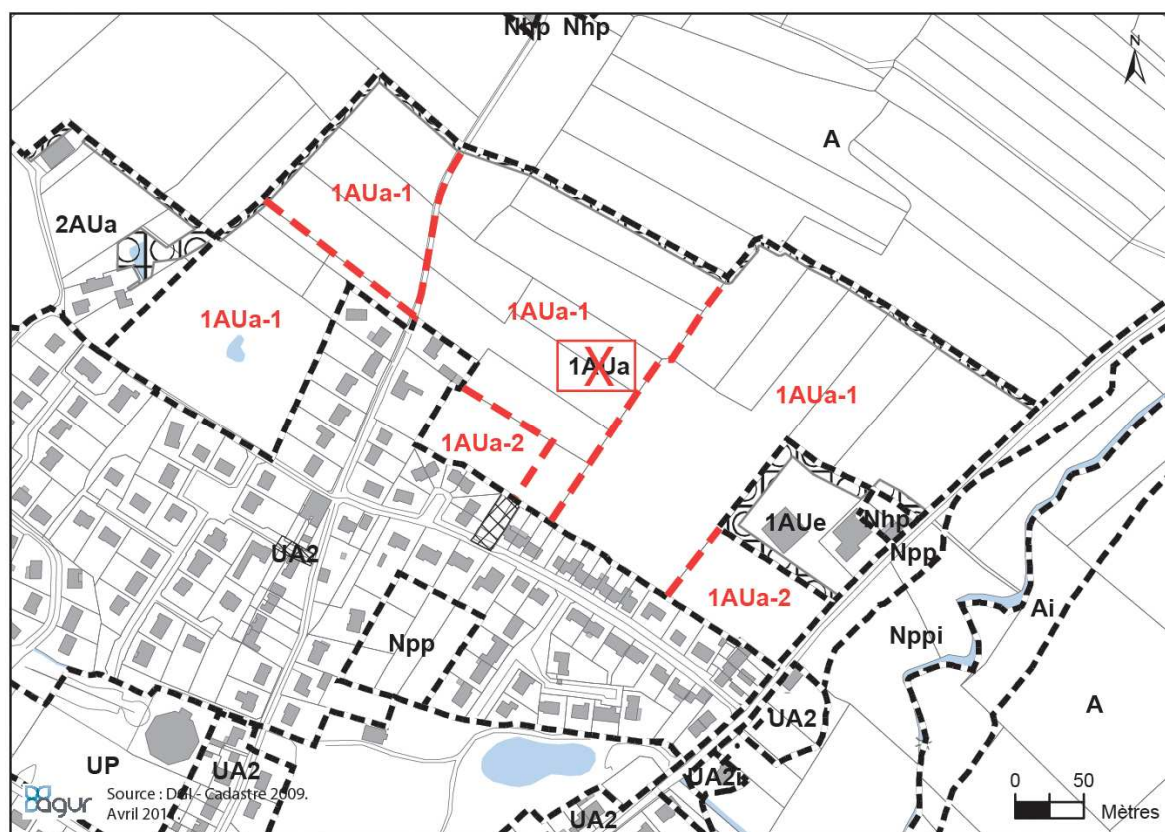 Nhp Nhp
N
A
1AUa-1
2AUa
1AUa-1
1AUa-1
1AUa
1AUa-1
1AUa-2
1AUe
Nhp
UA2
Npp
1AUa-2
Ai
Npp
Nppi
UA2
A
UP
UA2
UA2i
0 50
Mètres
agur
Source : DGI - Cadastre 2009.
Avril
UA2